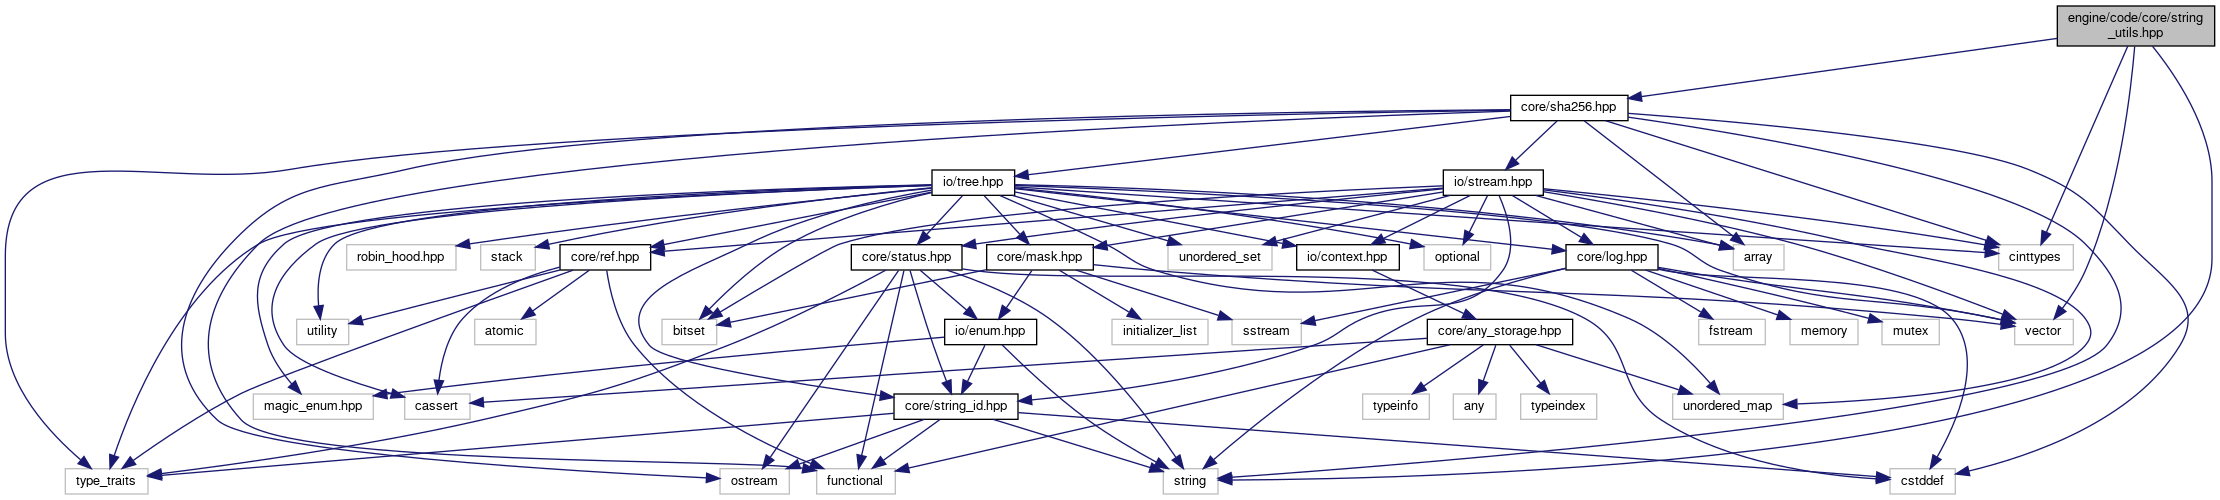 engine/code/core/string
_utils.hpp
core/sha256.hpp
io/tree.hpp
io/stream.hpp
robin_hood.hpp
stack
core/ref.hpp
core/status.hpp
core/mask.hpp
unordered_set
io/context.hpp
optional
core/log.hpp
array
cinttypes
utility
atomic
bitset
io/enum.hpp
initializer_list
sstream
core/any_storage.hpp
fstream
memory
mutex
vector
magic_enum.hpp
cassert
core/string_id.hpp
typeinfo
any
typeindex
unordered_map
type_traits
ostream
functional
string
cstddef